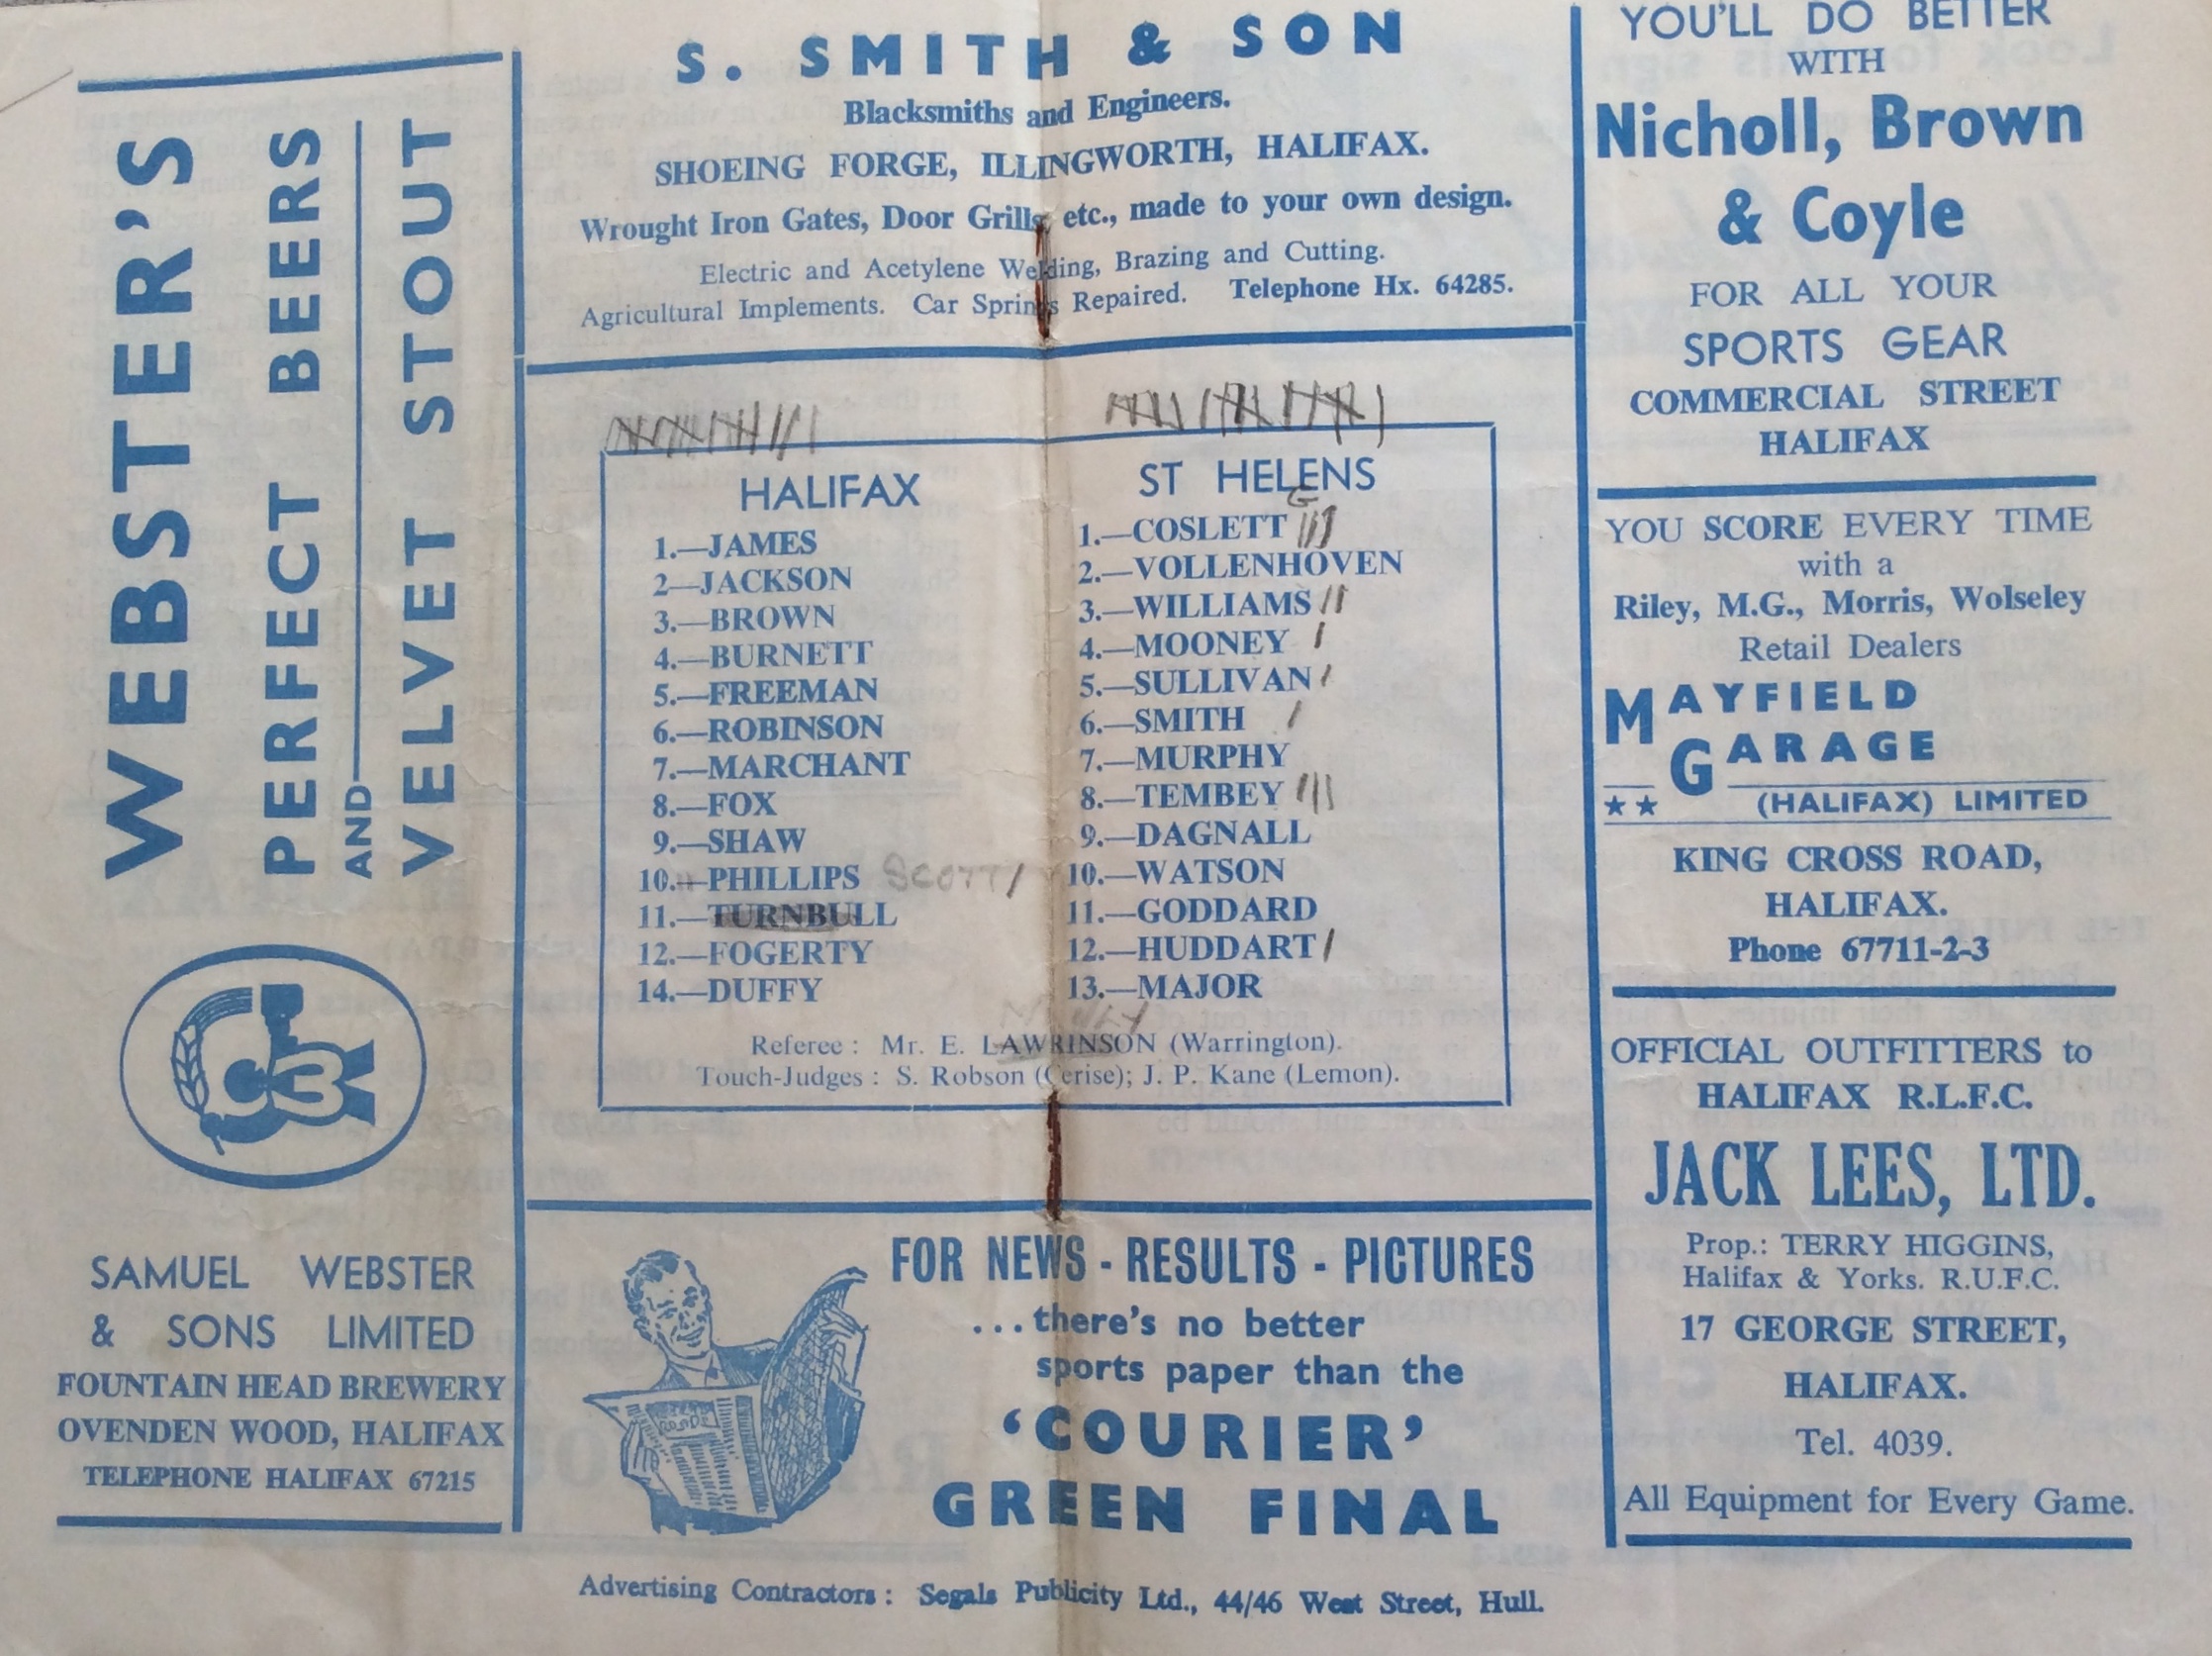 WEBSTER'S
PERFECT BEERS
AND
VELVET STOUT
SAMUEL WEBSTER
& SONS LIMITED
FOUNTAIN HEAD BREWERY
OVENDEN WOOD, HALIFAX
TELEPHONE HALIFAX 67215
S. SMITH & SON
Blacksmiths and Engineers.
SHOEING FORGE, ILLINGWORTH, HALIFAX.
Wrought Iron Gates, Door Grills, etc., made to your own design.
Electric and Acetylene Welding, Brazing and Cutting.
Agricultural Implements. Car Springs Repaired. Telephone Hx. 64285.
HALIFAX
1.—JAMES
2—JACKSON
3.—BROWN
4.—BURNETT
5.—FREEMAN
6.—ROBINSON
7.—MARCHANT
8.—FOX
9.—SHAW
10.—PHILLIPS SCOTT /
11.—TURNBULL
12.—FOGERTY
14.—DUFFY
ST HELENS
1.—COSLETT G ///
2.—VOLLENHOVEN
3.—WILLIAMS //
4.—MOONEY /
5.—SULLIVAN /
6.—SMITH /
7.—MURPHY
8.—TEMBEY ///
9.—DAGNALL
10.—WATSON
11.—GODDARD
12.—HUDDART /
13.—MAJOR
Referee : Mr. E. LAWRINSON (Warrington).
Touch-Judges : S. Robson (Cerise); J. P. Kane (Lemon).
FOR NEWS - RESULTS - PICTURES
...there's no better
sports paper than the
'COURIER'
GREEN FINAL
Advertising Contractors : Segals Publicity Ltd., 44/46 West Street, Hull.
YOU'LL DO BETTER
WITH
Nicholl, Brown
& Coyle
FOR ALL YOUR
SPORTS GEAR
COMMERCIAL STREET
HALIFAX
YOU SCORE EVERY TIME
with a
Riley, M.G., Morris, Wolseley
Retail Dealers
MAYFIELD
GARAGE
(HALIFAX) LIMITED
KING CROSS ROAD,
HALIFAX.
Phone 67711-2-3
OFFICIAL OUTFITTERS to
HALIFAX R.L.F.C.
JACK LEES, LTD.
Prop.: TERRY HIGGINS,
Halifax & Yorks. R.U.F.C.
17 GEORGE STREET,
HALIFAX.
Tel. 4039.
All Equipment for Every Game.